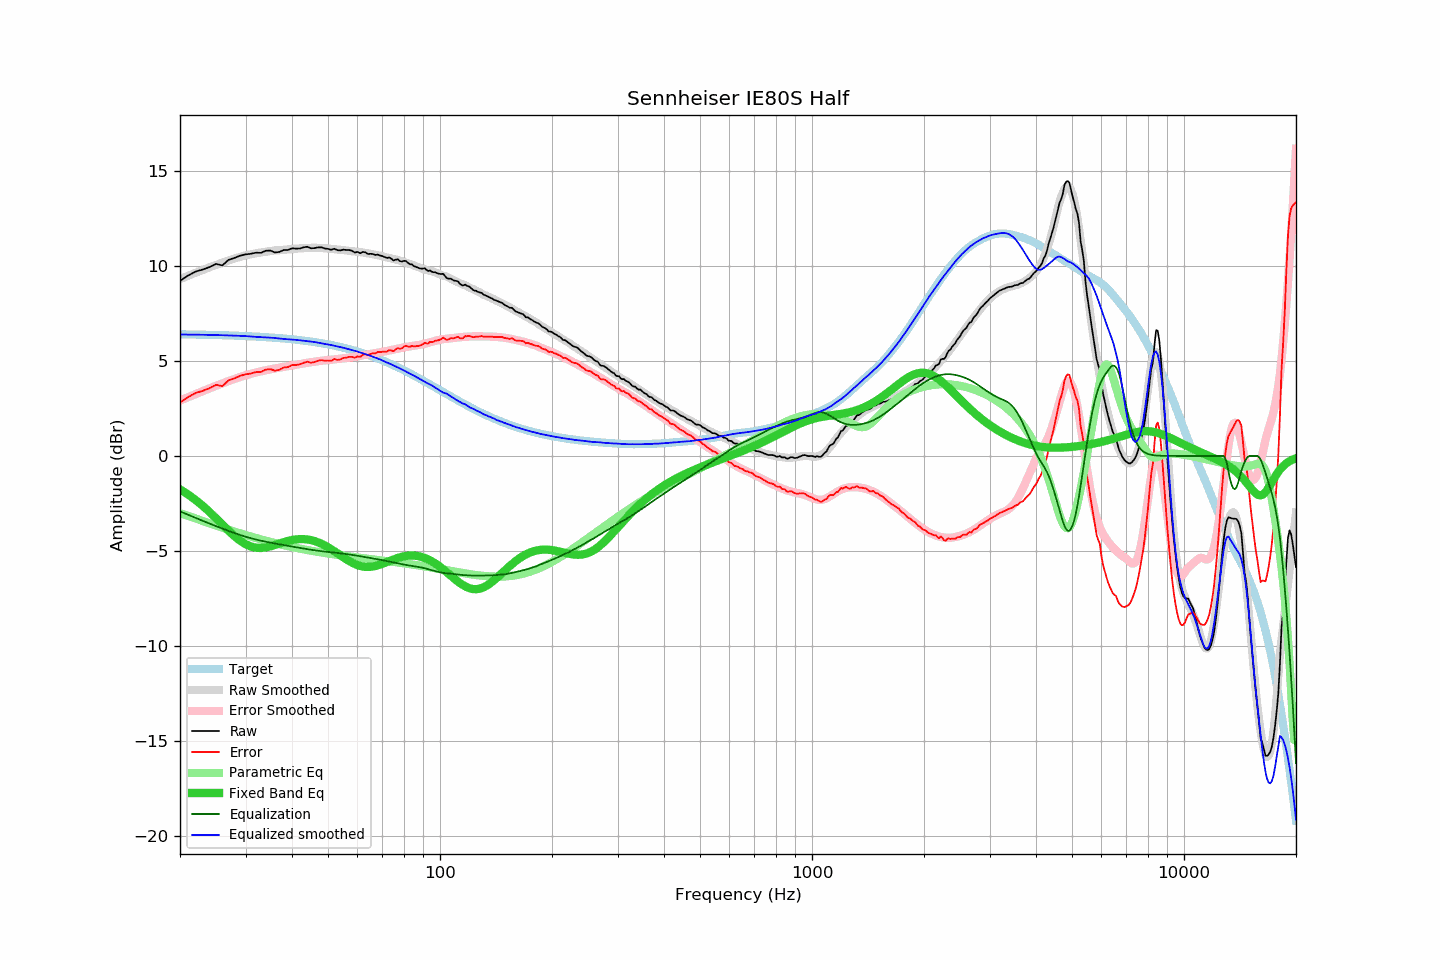 Sennheiser IE80S Half
Amplitude (dBr)
15
10
5
0
−5
−10
−15
−20
Target
Raw Smoothed
Error Smoothed
Raw
Error
Parametric Eq
Fixed Band Eq
Equalization
Equalized smoothed
100
1000
10000
Frequency (Hz)